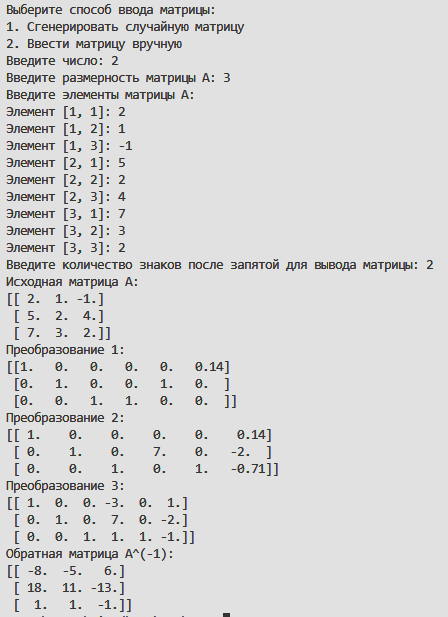 Выберите способ ввода матрицы:
1. Сгенерировать случайную матрицу
2. Ввести матрицу вручную
Введите число: 2
Введите размерность матрицы A: 3
Введите элементы матрицы A:
Элемент [1, 1]: 2
Элемент [1, 2]: 1
Элемент [1, 3]: -1
Элемент [2, 1]: 5
Элемент [2, 2]: 2
Элемент [2, 3]: 4
Элемент [3, 1]: 7
Элемент [3, 2]: 3
Элемент [3, 3]: 2
Введите количество знаков после запятой для вывода матрицы: 2
Исходная матрица A:
[[ 2.  1. -1.]
 [ 5.  2.  4.]
 [ 7.  3.  2.]]
Преобразование 1:
[[1.   0.   0.   0.   0.   0.14]
 [0.   1.   0.   0.   1.   0.  ]
 [0.   0.   1.   1.   0.   0.  ]]
Преобразование 2:
[[ 1.    0.    0.    0.    0.    0.14]
 [ 0.    1.    0.    7.    0.   -2.  ]
 [ 0.    0.    1.    0.    1.   -0.71]]
Преобразование 3:
[[ 1.  0.  0. -3.  0.  1.]
 [ 0.  1.  0.  7.  0. -2.]
 [ 0.  0.  1.  1.  1. -1.]]
Обратная матрица A^(-1):
[[ -8.  -5.   6.]
 [ 18.  11. -13.]
 [  1.   1.  -1.]]